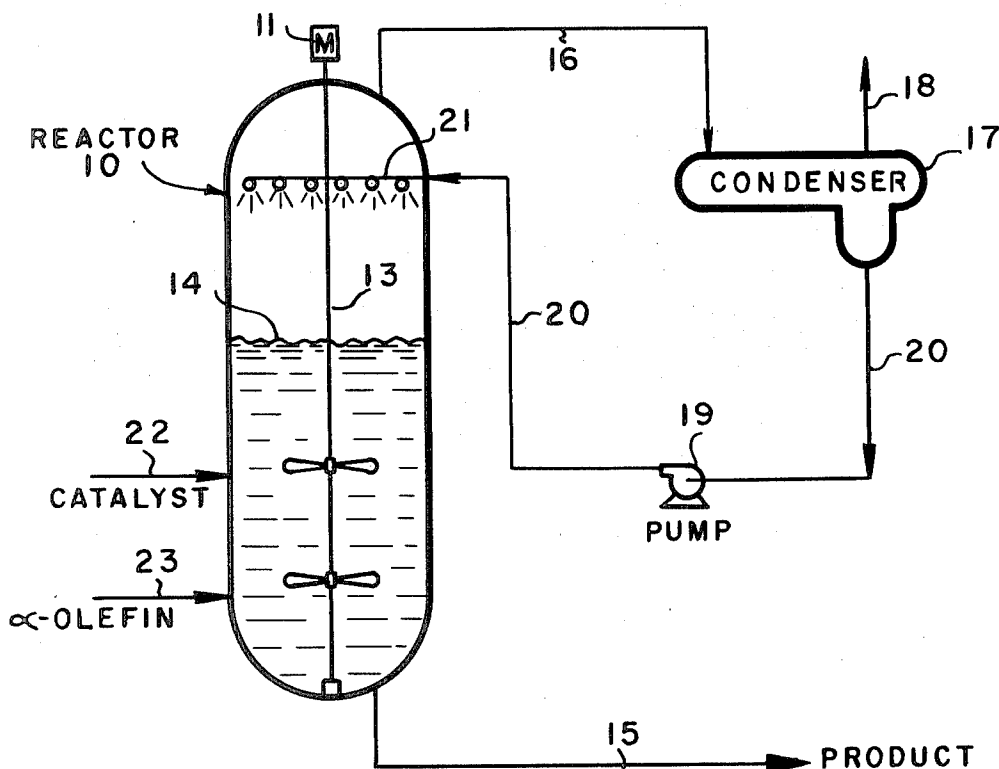 11
M
16
18
17
REACTOR
10
21
CONDENSER
14
13
20
20
22
CATALYST
19
PUMP
23
∝-OLEFIN
15
PRODUCT